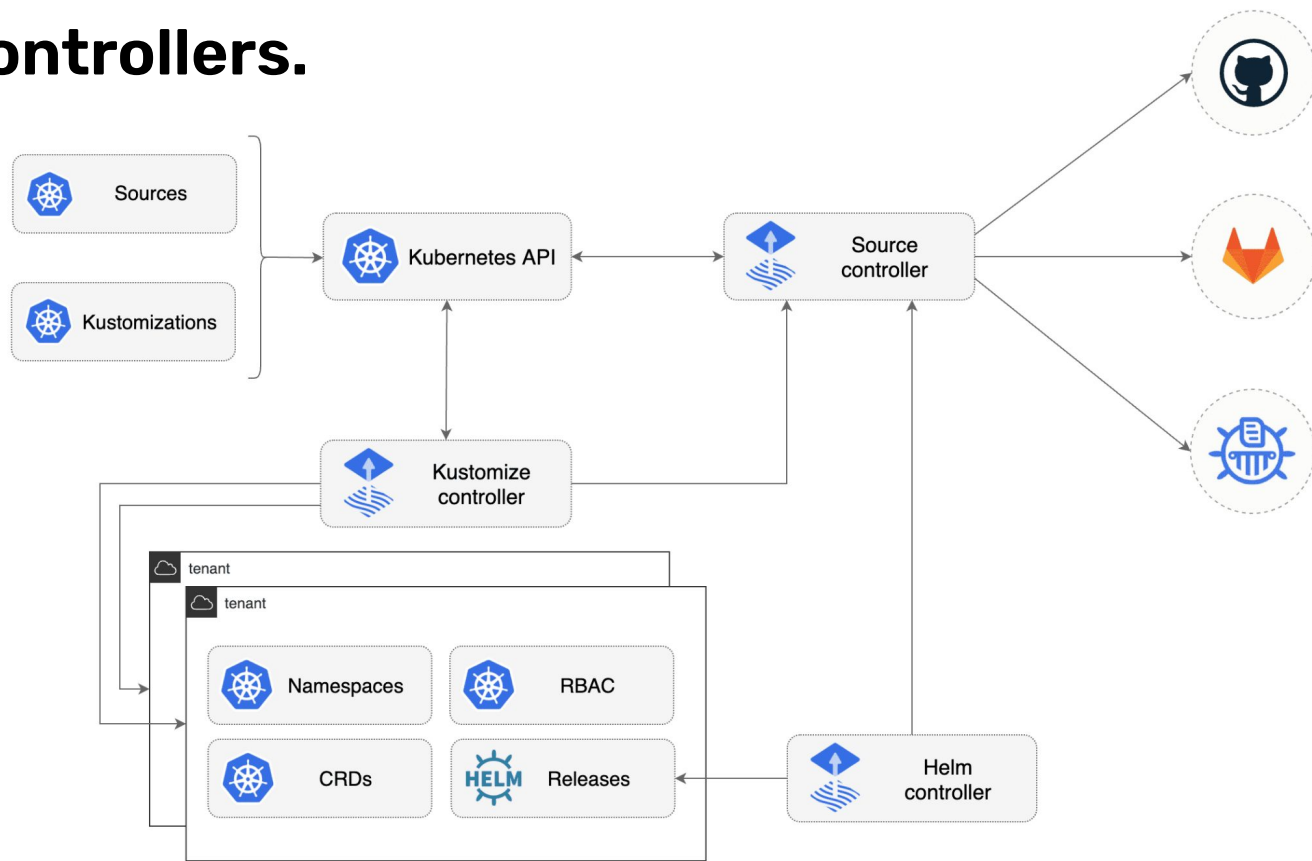 ontrollers.
Sources
Kustomizations
Kubernetes API
Source
controller
Kustomize
controller
tenant
tenant
Namespaces
RBAC
CRDs
HELM
Releases
Helm
controller